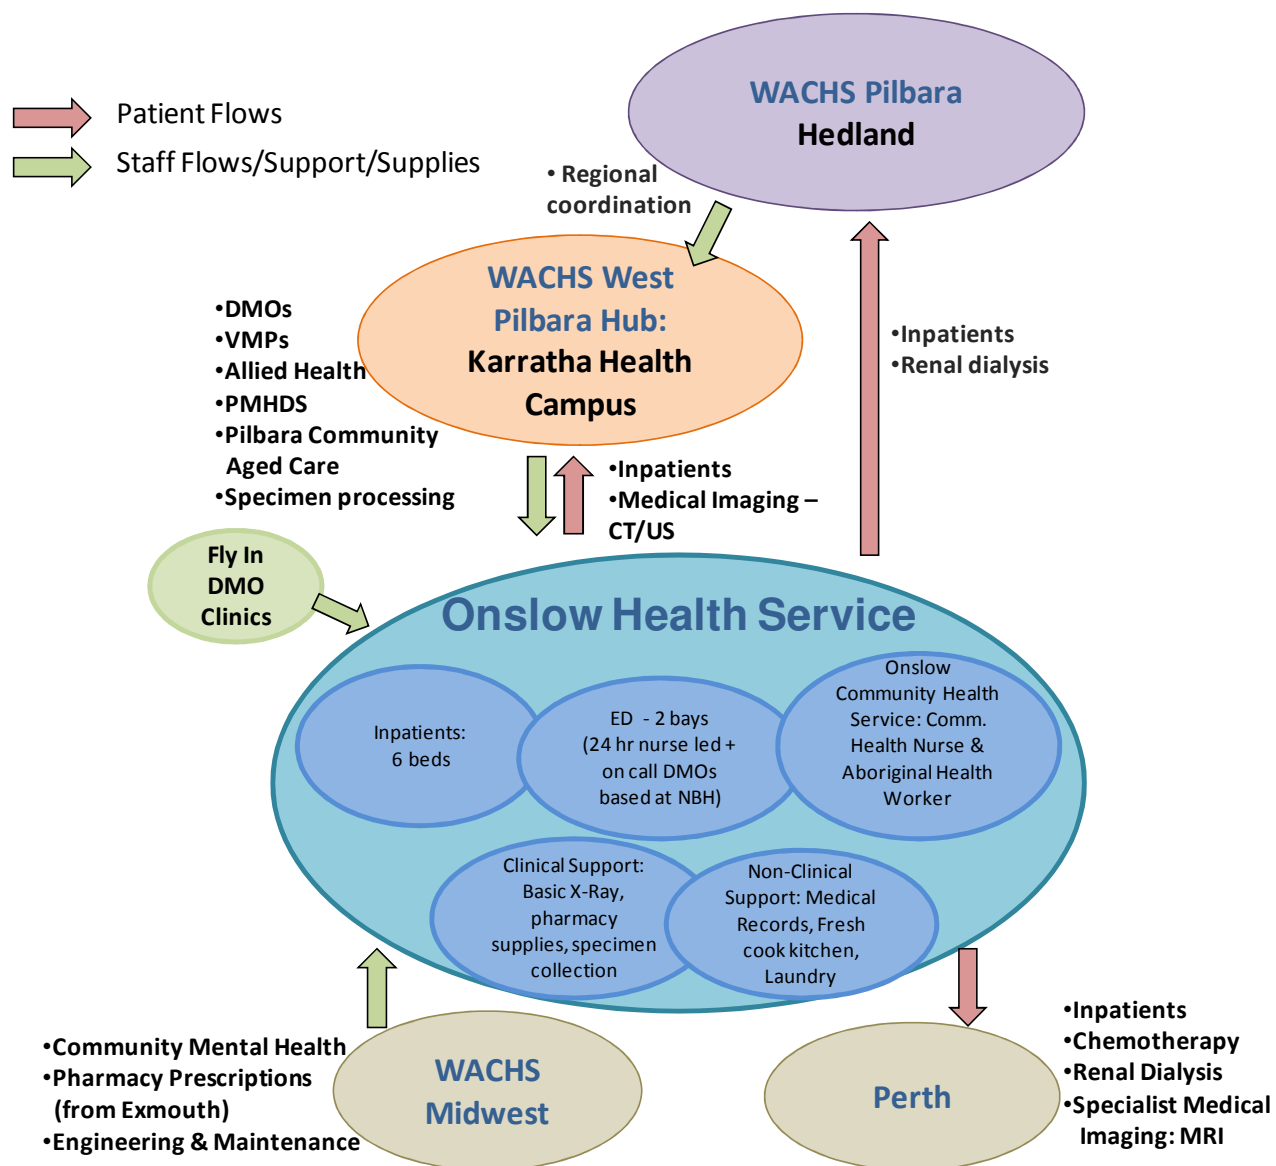 Patient Flows
Staff Flows/Support/Supplies
WACHS Pilbara
Hedland
• Regional
coordination
WACHS West
Pilbara Hub:
Karratha Health
Campus
•DMOs
•VMPs
•Allied Health
•PMHDS
•Pilbara Community
Aged Care
•Specimen processing
•Inpatients
•Renal dialysis
•Inpatients
•Medical Imaging –
CT/US
Fly In
DMO
Clinics
Onslow Health Service
Inpatients:
6 beds
ED - 2 bays
(24 hr nurse led +
on call DMOs
based at NBH)
Onslow
Community Health
Service: Comm.
Health Nurse &
Aboriginal Health
Worker
Clinical Support:
Basic X-Ray,
pharmacy
supplies, specimen
collection
Non-Clinical
Support: Medical
Records, Fresh
cook kitchen,
Laundry
•Community Mental Health
•Pharmacy Prescriptions
(from Exmouth)
•Engineering & Maintenance
WACHS
Midwest
Perth
•Inpatients
•Chemotherapy
•Renal Dialysis
•Specialist Medical
Imaging: MRI